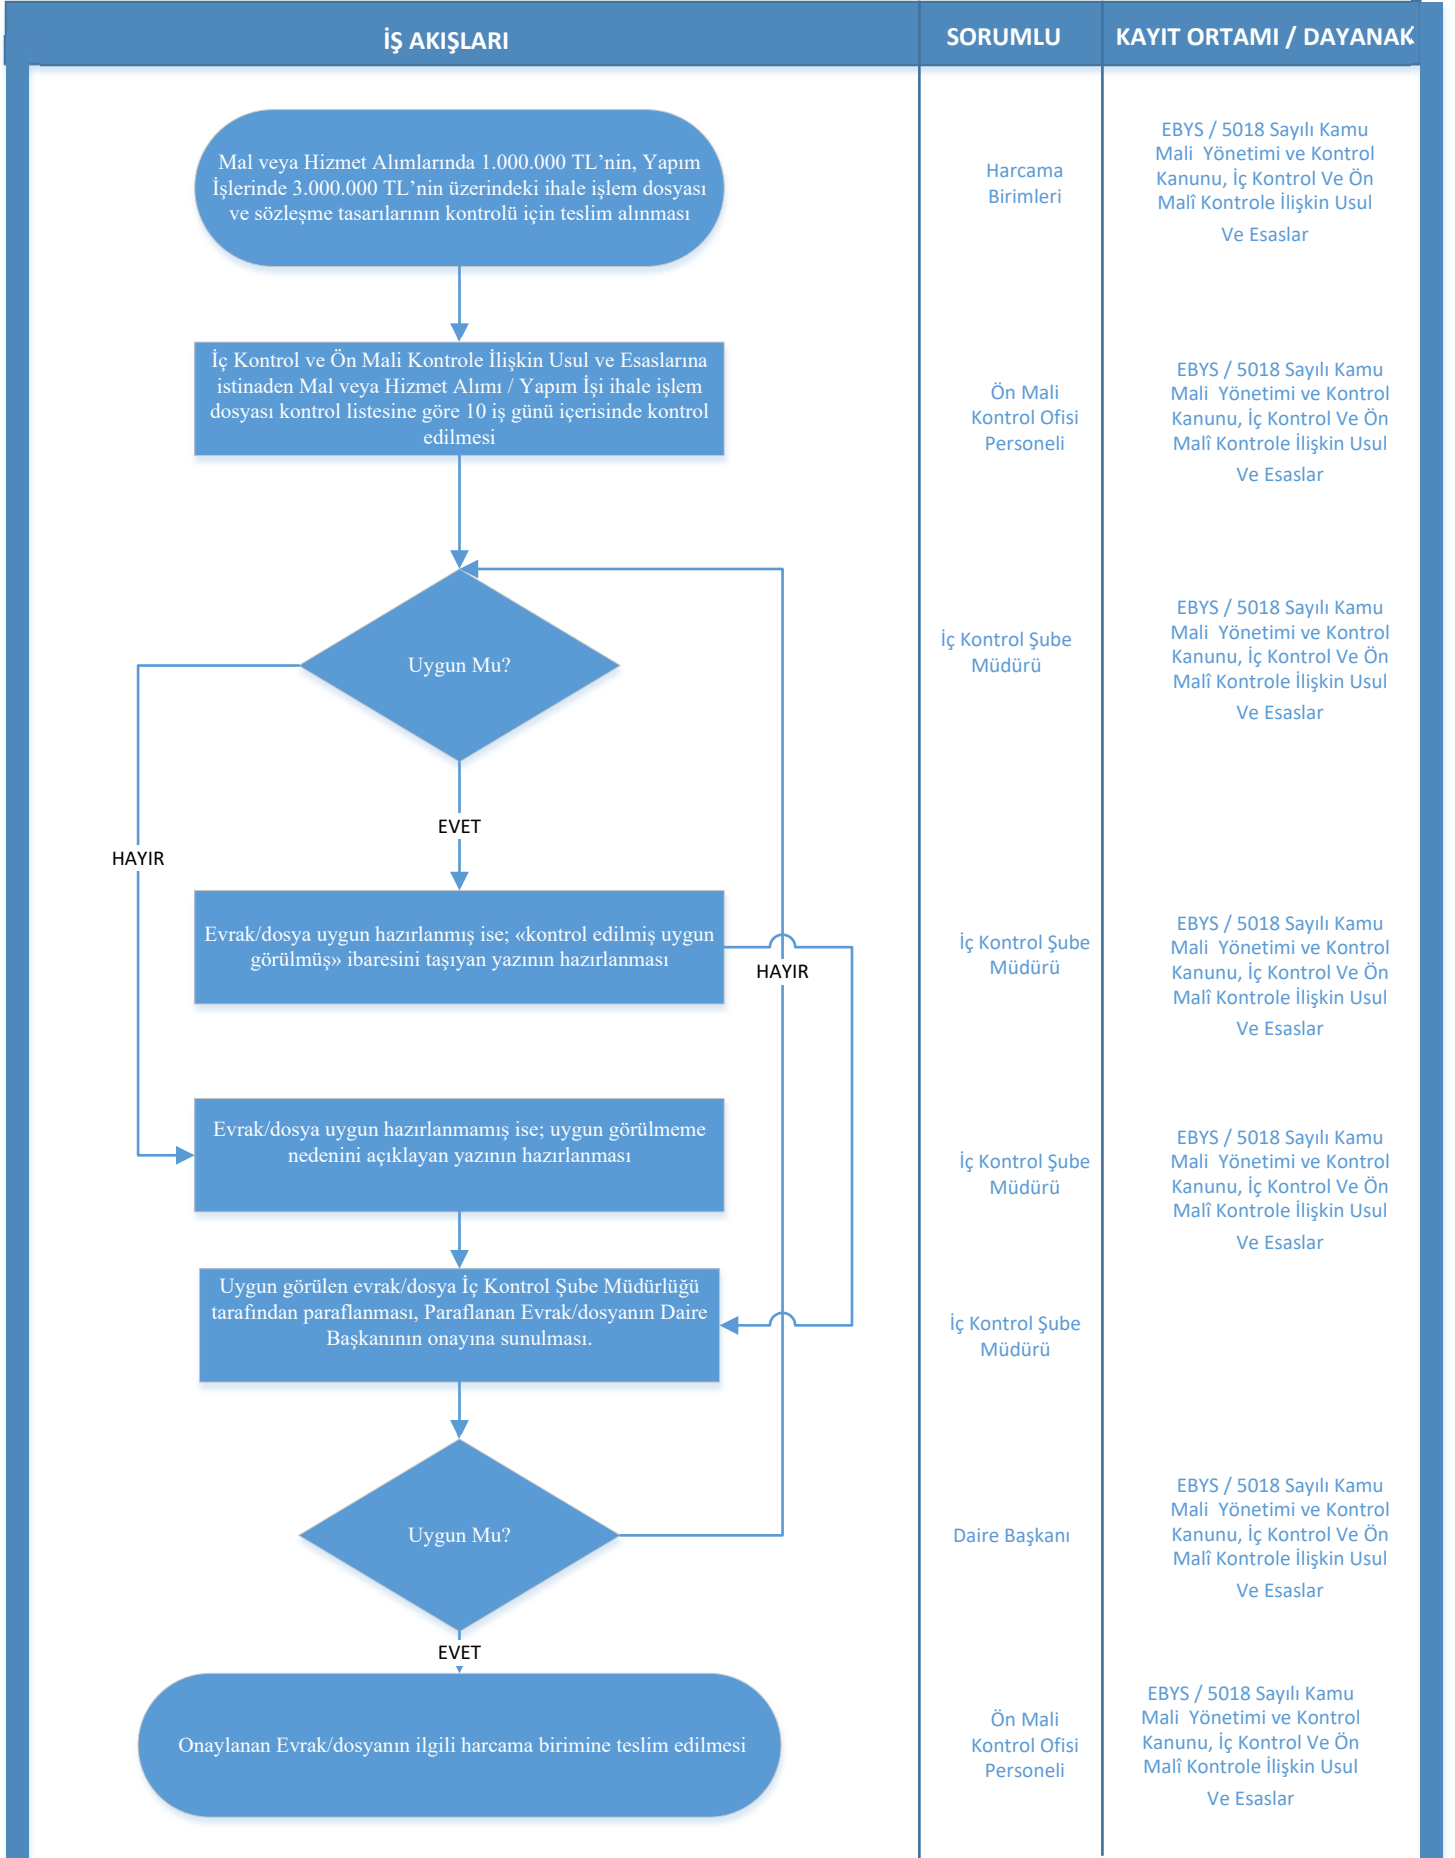 İŞ AKIŞLARI
SORUMLU
KAYIT ORTAMI / DAYANAK
Mal veya Hizmet Alımlarında 1.000.000 TL’nin, Yapım
İşlerinde 3.000.000 TL’nin üzerindeki ihale işlem dosyası
ve sözleşme tasarılarının kontrolü için teslim alınması
Harcama
Birimleri
EBYS / 5018 Sayılı Kamu
Mali Yönetimi ve Kontrol
Kanunu, İç Kontrol Ve Ön
Malî Kontrole İlişkin Usul
Ve Esaslar
İç Kontrol ve Ön Mali Kontrole İlişkin Usul ve Esaslarına
istinaden Mal veya Hizmet Alımı / Yapım İşi ihale işlem
dosyası kontrol listesine göre 10 iş günü içerisinde kontrol
edilmesi
Ön Mali
Kontrol Ofisi
Personeli
EBYS / 5018 Sayılı Kamu
Mali Yönetimi ve Kontrol
Kanunu, İç Kontrol Ve Ön
Malî Kontrole İlişkin Usul
Ve Esaslar
Uygun Mu?
İç Kontrol Şube
Müdürü
EBYS / 5018 Sayılı Kamu
Mali Yönetimi ve Kontrol
Kanunu, İç Kontrol Ve Ön
Malî Kontrole İlişkin Usul
Ve Esaslar
EVET
HAYIR
Evrak/dosya uygun hazırlanmış ise; «kontrol edilmiş uygun
görülmüş» ibaresini taşıyan yazının hazırlanması
HAYIR
İç Kontrol Şube
Müdürü
EBYS / 5018 Sayılı Kamu
Mali Yönetimi ve Kontrol
Kanunu, İç Kontrol Ve Ön
Malî Kontrole İlişkin Usul
Ve Esaslar
Evrak/dosya uygun hazırlanmamış ise; uygun görülmeme
nedenini açıklayan yazının hazırlanması
İç Kontrol Şube
Müdürü
EBYS / 5018 Sayılı Kamu
Mali Yönetimi ve Kontrol
Kanunu, İç Kontrol Ve Ön
Malî Kontrole İlişkin Usul
Ve Esaslar
Uygun görülen evrak/dosya İç Kontrol Şube Müdürlüğü
tarafından paraflanması, Paraflanan Evrak/dosyanın Daire
Başkanının onayına sunulması.
İç Kontrol Şube
Müdürü
Uygun Mu?
Daire Başkanı
EBYS / 5018 Sayılı Kamu
Mali Yönetimi ve Kontrol
Kanunu, İç Kontrol Ve Ön
Malî Kontrole İlişkin Usul
Ve Esaslar
EVET
Onaylanan Evrak/dosyanın ilgili harcama birimine teslim edilmesi
Ön Mali
Kontrol Ofisi
Personeli
EBYS / 5018 Sayılı Kamu
Mali Yönetimi ve Kontrol
Kanunu, İç Kontrol Ve Ön
Malî Kontrole İlişkin Usul
Ve Esaslar